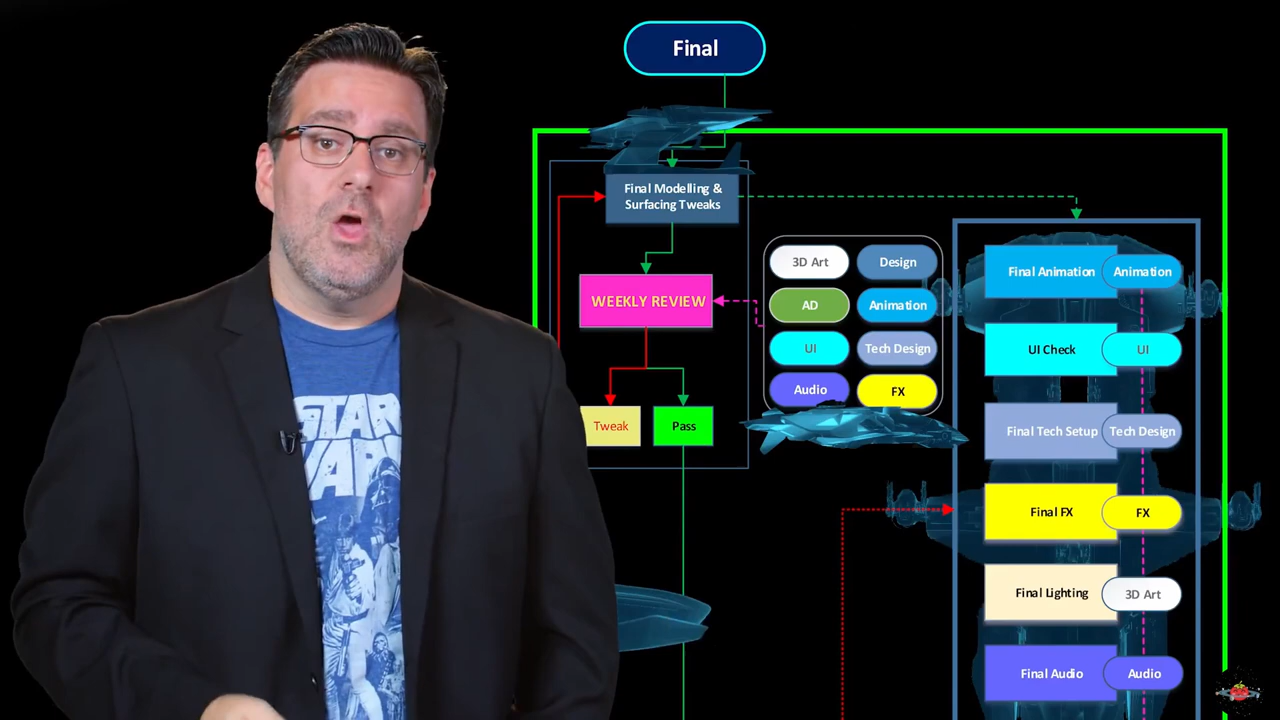 Final
Final Modelling &
Surfacing Tweaks
WEEKLY REVIEW
Tweak
Pass
3D Art
Design
AD
Animation
UI
Tech Design
Audio
FX
Final Animation
Animation
UI Check
UI
Final Tech Setup
Tech Design
Final FX
FX
Final Lighting
3D Art
Final Audio
Audio
STAR
WARS